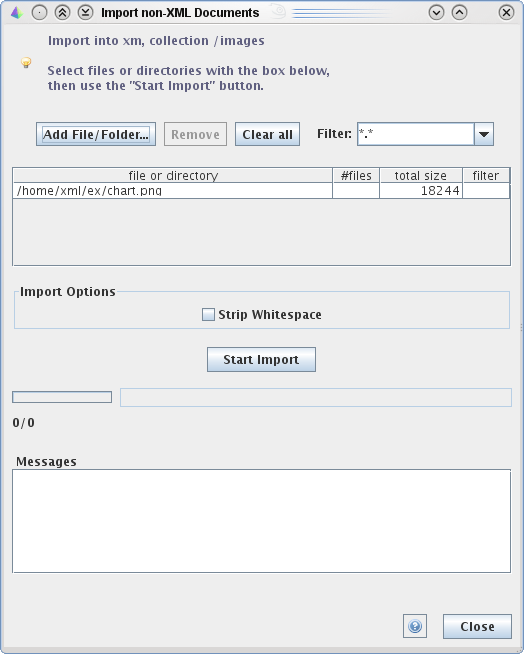 Import non-XML Documents
Import into xm, collection /images
Select files or directories with the box below,
then use the "Start Import" button.
Add File/Folder... Remove Clear all Filter: *.*
file or directory #files total size filter
/home/xml/ex/chart.png 18244
Import Options
Strip Whitespace
Start Import
0/0
Messages
? Close